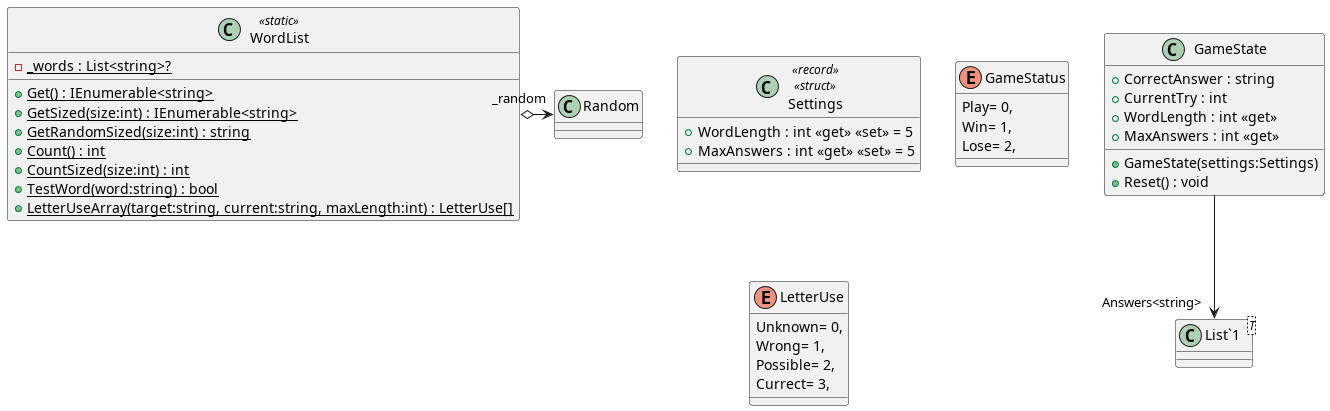 C
«static»
WordList
_words : List<string>?
Get() : IEnumerable<string>
GetSized(size:int) : IEnumerable<string>
GetRandomSized(size:int) : string
Count() : int
CountSized(size:int) : int
TestWord(word:string) : bool
LetterUseArray(target:string, current:string, maxLength:int) : LetterUse[]
_random
C Random
C
«record»
«struct»
Settings
WordLength : int «get» «set» = 5
MaxAnswers : int «get» «set» = 5
E GameStatus
Play= 0,
Win= 1,
Lose= 2,
C GameState
CorrectAnswer : string
CurrentTry : int
WordLength : int «get»
MaxAnswers : int «get»
GameState(settings:Settings)
Reset() : void
E LetterUse
Unknown= 0,
Wrong= 1,
Possible= 2,
Currect= 3,
Answers<string>
C List`1 T